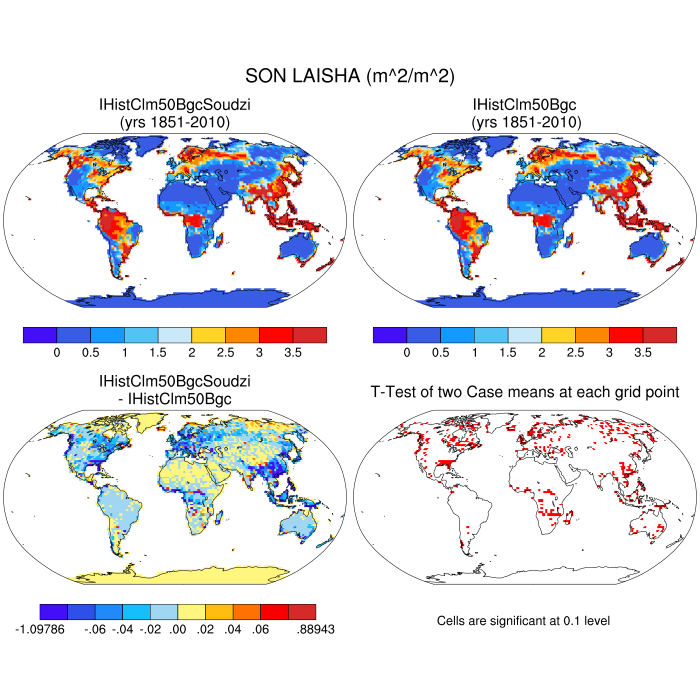 SON LAISHA (m^2/m^2)
IHistClm50BgcSoudzi
(yrs 1851-2010)
IHistClm50Bgc
(yrs 1851-2010)
0 0.5 1 1.5 2 2.5 3 3.5
0 0.5 1 1.5 2 2.5 3 3.5
IHistClm50BgcSoudzi
- IHistClm50Bgc
T-Test of two Case means at each grid point
-1.09786 -.06 -.04 -.02 .00 .02 .04 .06 .88943
Cells are significant at 0.1 level